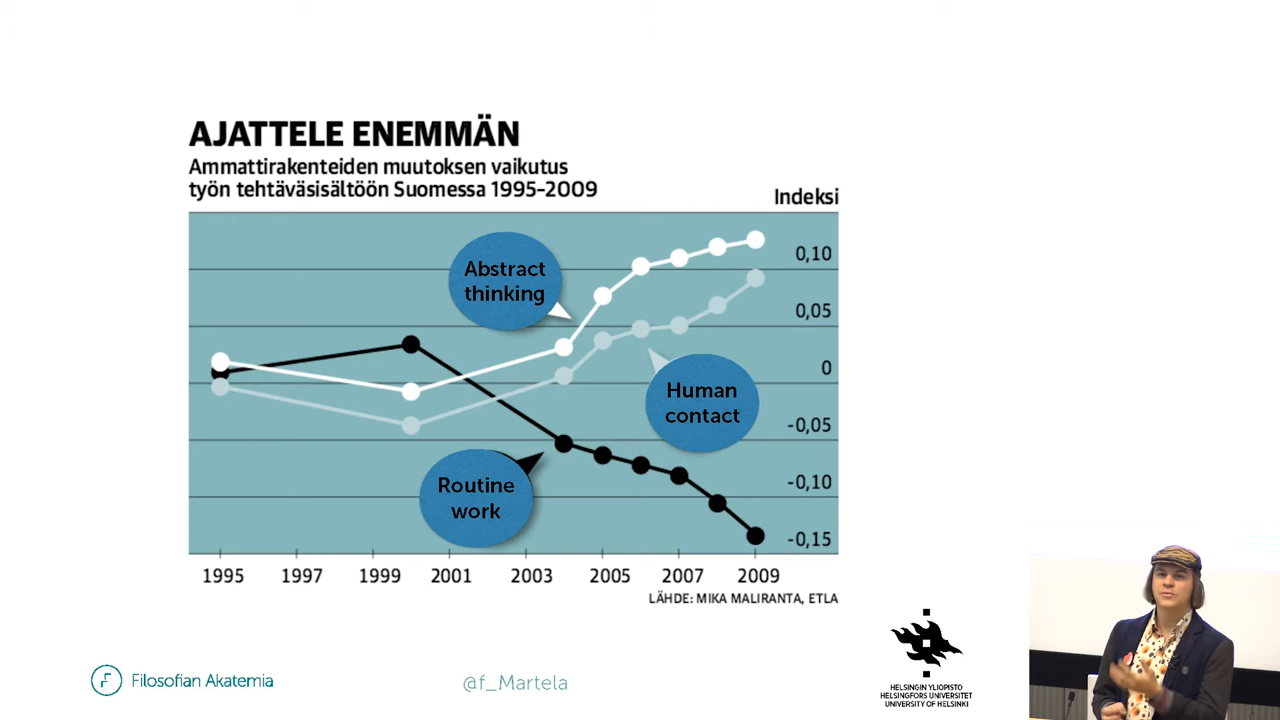 AJATTELE ENEMMÄN
Ammattirakenteiden muutoksen vaikutus
työn tehtäväsisältöön Suomessa 1995–2009
Indeksi
Abstract
thinking
0,10
0,05
0
Human
contact
-0,05
Routine
work
-0,10
-0,15
1995 1997 1999 2001 2003 2005 2007 2009
LÄHDE: MIKA MALIRANTA, ETLA
Filosofian Akatemia
@f_Martela
HELSINGIN YLIOPISTO
HELSINGFORS UNIVERSITET
UNIVERSITY OF HELSINKI